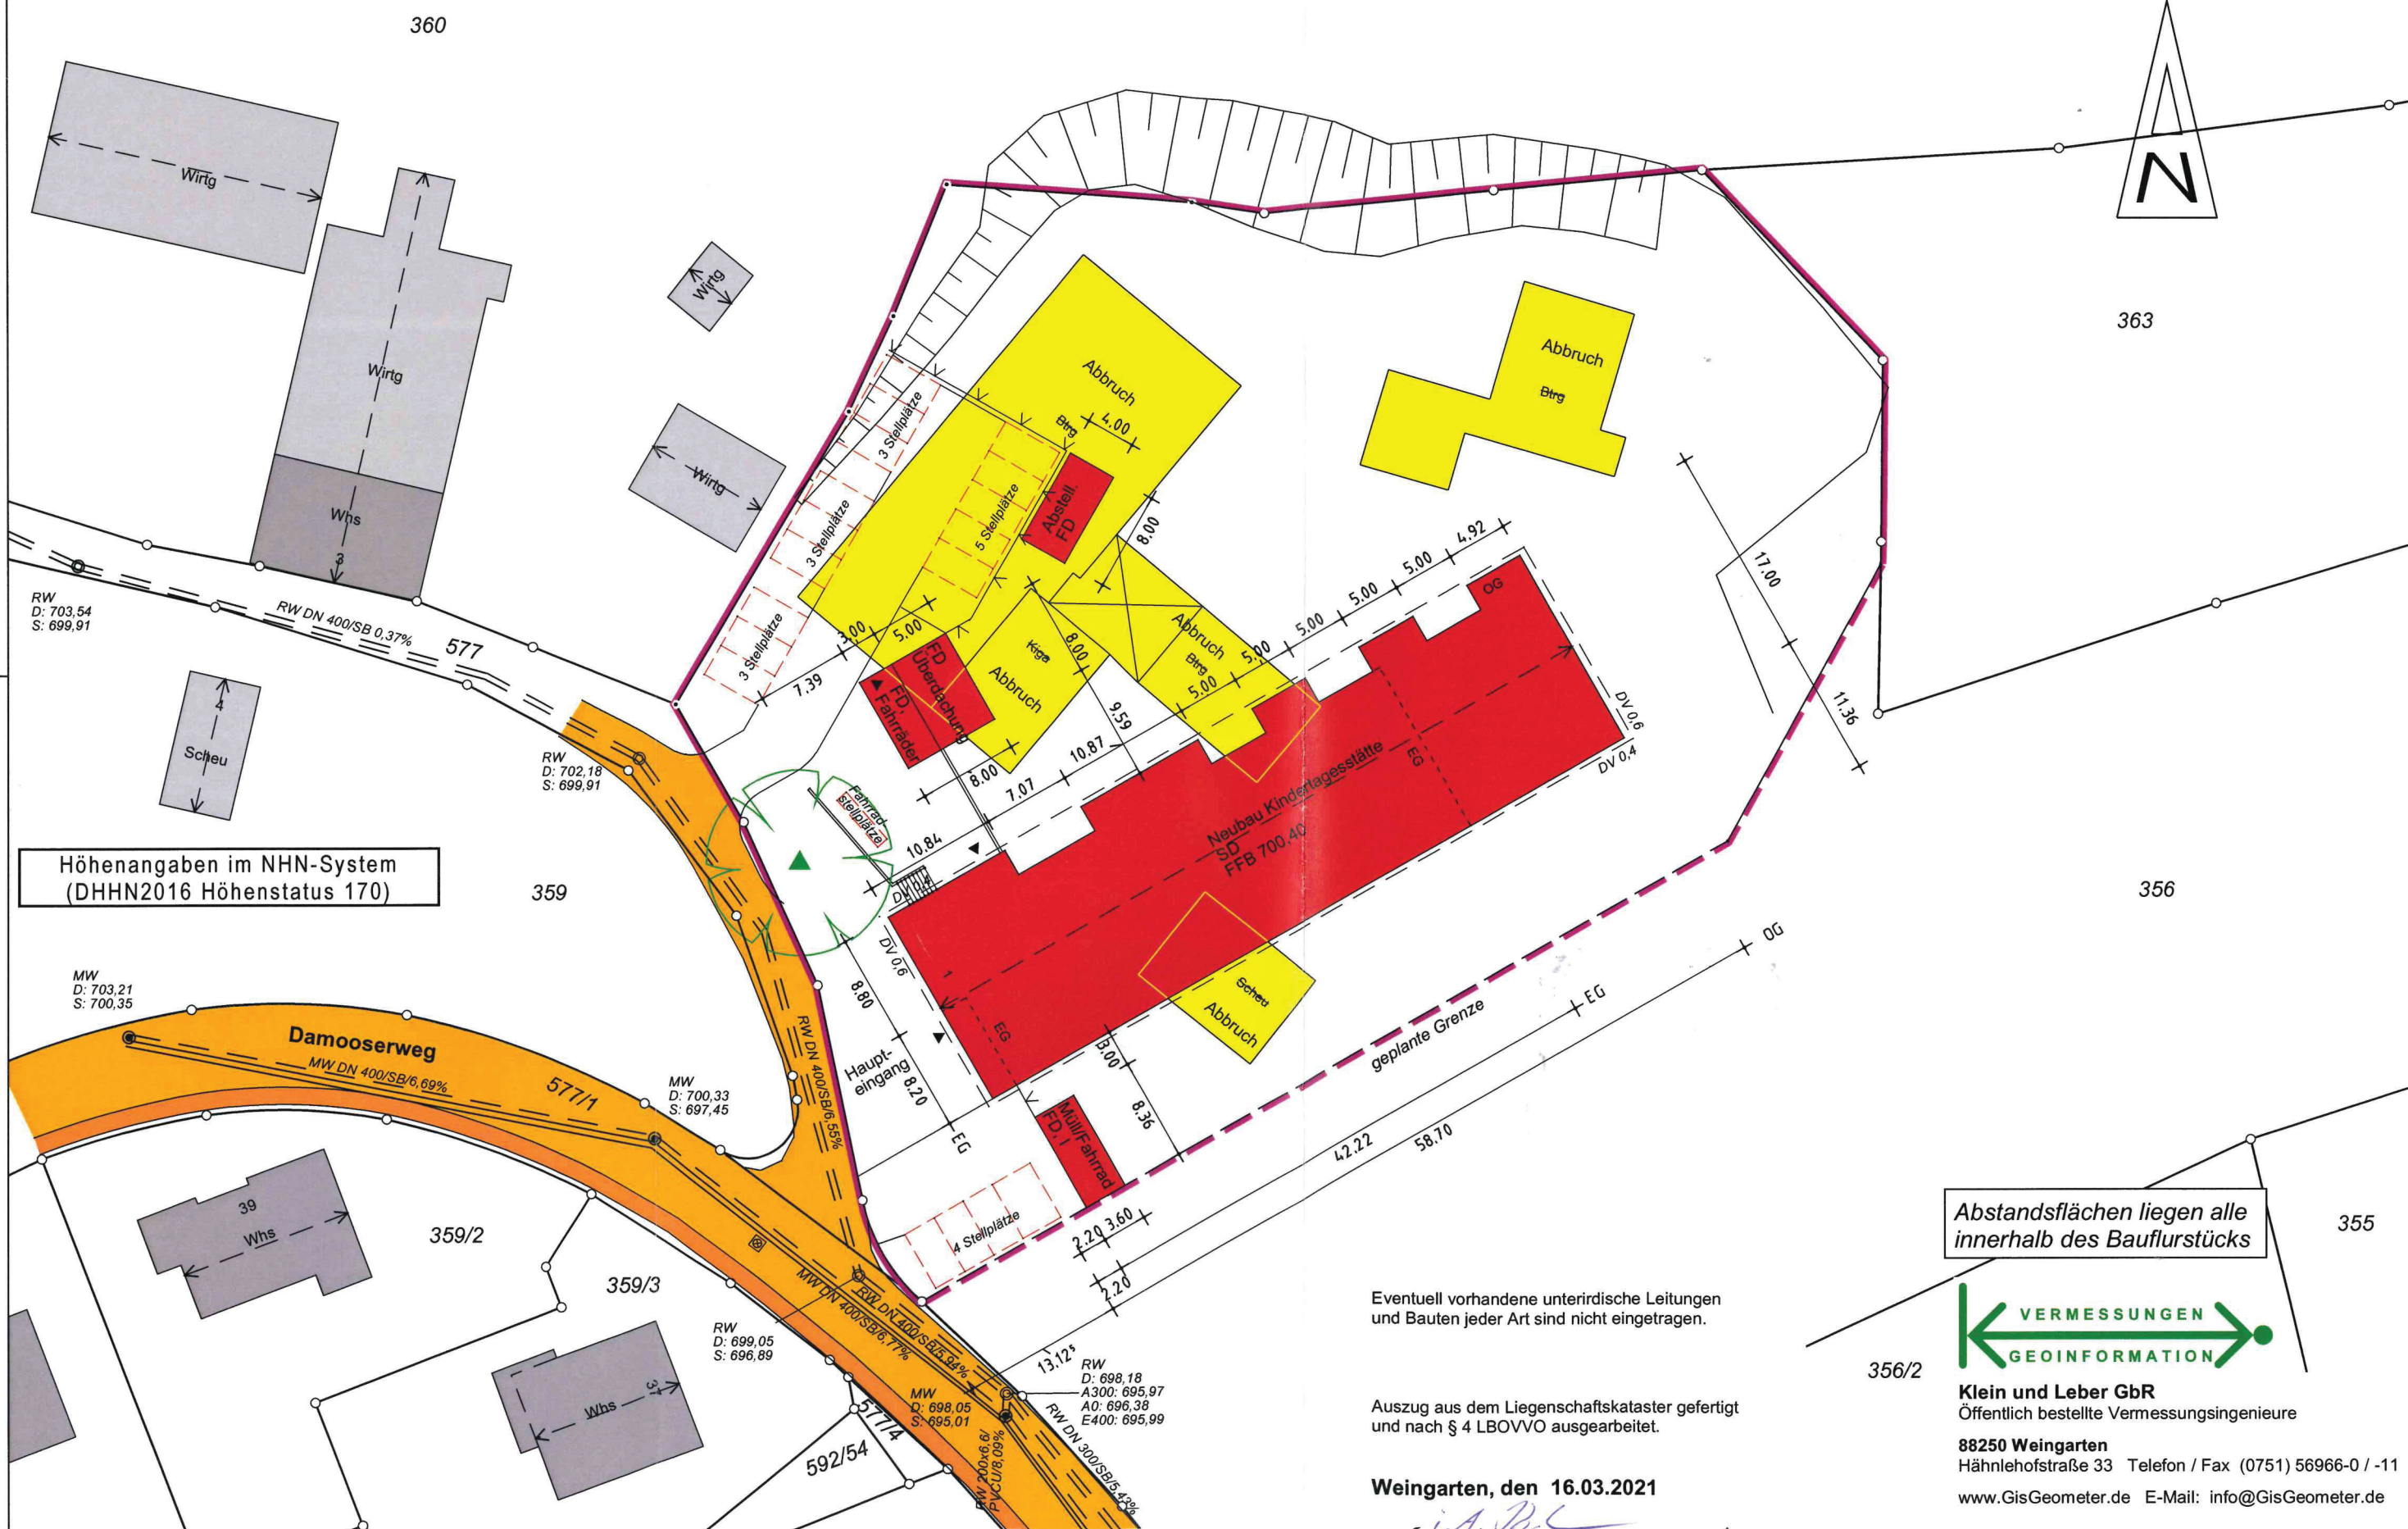 360
Wirtg
Wirtg
Wirtg
Wirtg
Whs
3
N
363
Abbruch
Btrg
4.00
Abbruch
Btrg
3 Stellplätze
3 Stellplätze
3 Stellplätze
5 Stellplätze
Abstell.
FD
8.00
4.92
5.00
5.00
5.00
5.00
5.00
OG
17.00
11.36
RW
D: 703,54
S: 699,91
RW DN 400/SB 0,37%
577
3.00
5.00
7.39
FD
Überdachung
FD.
Fahrräder
Kiga
Abbruch
8.00
Abbruch
Btrg
9.59
10.87
7.07
8.00
10.84
Scheu
4
RW
D: 702,18
S: 699,91
Fahrrad-
stellplätze
DV 0,4
DV 0,6
DV 0,6
DV 0,4
Neubau Kindertagesstätte
SD
FFB 700,40
EG
1
EG
Höhenangaben im NHN-System
(DHHN2016 Höhenstatus 170)
359
356
Scheu
Abbruch
geplante Grenze
OG
EG
8.80
Haupt-
eingang
8.20
EG
3.00
8.36
Müll/Fahrrad
FD, I
42.22
58.70
MW
D: 703,21
S: 700,35
Damooserweg
MW DN 400/SB/6,69%
577/1
MW
D: 700,33
S: 697,45
RW DN 400/SB/6,55%
4 Stellplätze
2.20
3.60
2.20
13.12⁵
39
Whs
359/2
359/3
37
Whs
RW
D: 699,05
S: 696,89
MW DN 400/SB/6,77%
RW DN 400/SB/5,94%
MW
D: 698,05
S: 695,01
RW
D: 698,18
A300: 695,97
A0: 696,38
E400: 695,99
RW DN 300/SB/5,43%
RW 200x6,6/
PVCU/8,09%
577/4
592/54
Eventuell vorhandene unterirdische Leitungen
und Bauten jeder Art sind nicht eingetragen.
Auszug aus dem Liegenschaftskataster gefertigt
und nach § 4 LBOVVO ausgearbeitet.
Weingarten, den 16.03.2021
Abstandsflächen liegen alle
innerhalb des Bauflurstücks
355
356/2
VERMESSUNGEN
GEOINFORMATION
Klein und Leber GbR
Öffentlich bestellte Vermessungsingenieure
88250 Weingarten
Hähnlehofstraße 33 Telefon / Fax (0751) 56966-0 / -11
www.GisGeometer.de E-Mail: info@GisGeometer.de